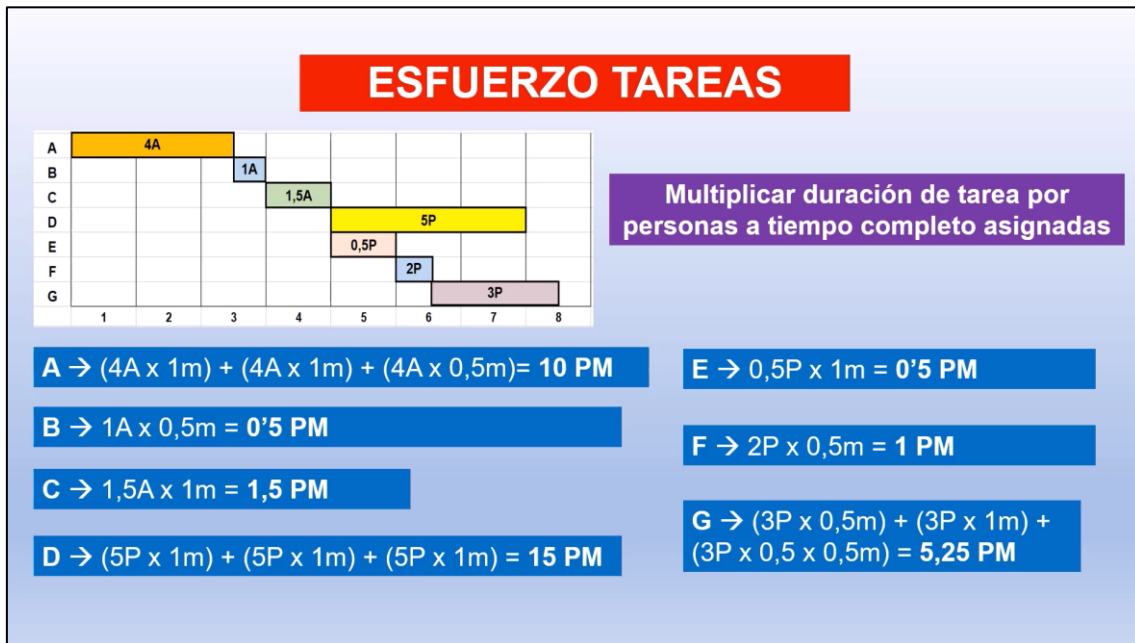 ESFUERZO TAREAS
A
4A
B
1A
C
1,5A
D
5P
E
0,5P
F
2P
G
3P
1 2 3 4 5 6 7 8
Multiplicar duración de tarea por
personas a tiempo completo asignadas
A → (4A x 1m) + (4A x 1m) + (4A x 0,5m)= 10 PM
B → 1A x 0,5m = 0’5 PM
C → 1,5A x 1m = 1,5 PM
D → (5P x 1m) + (5P x 1m) + (5P x 1m) = 15 PM
E → 0,5P x 1m = 0’5 PM
F → 2P x 0,5m = 1 PM
G → (3P x 0,5m) + (3P x 1m) +
(3P x 0,5 x 0,5m) = 5,25 PM